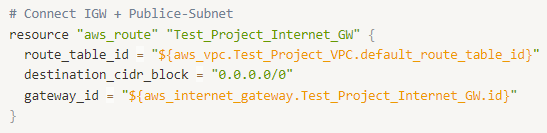 # Connect IGW + Publice-Subnet
resource "aws_route" "Test_Project_Internet_GW" {
  route_table_id = "${aws_vpc.Test_Project_VPC.default_route_table_id}"
  destination_cidr_block = "0.0.0.0/0"
  gateway_id = "${aws_internet_gateway.Test_Project_Internet_GW.id}"
}